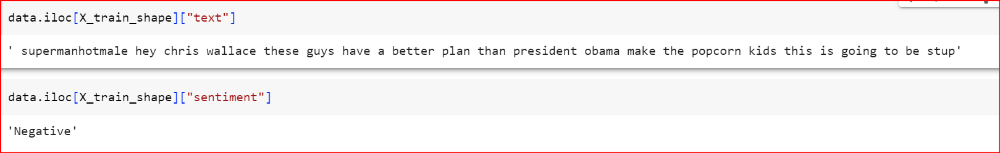 data.iloc[X_train_shape]["text"]
' supermanhotmale hey chris wallace these guys have a better plan than president obama make the popcorn kids this is going to be stup'
data.iloc[X_train_shape]["sentiment"]
'Negative'